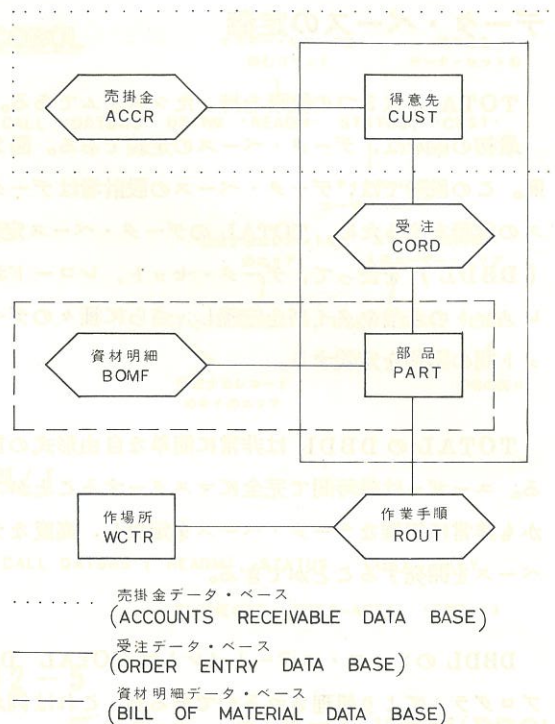 売掛金
ACCR
得意先
CUST
受注
CORD
資材明細
BOMF
部品
PART
作場所
WCTR
作業手順
ROUT
売掛金データ・ベース
(ACCOUNTS RECEIVABLE DATA BASE)
受注データ・ベース
(ORDER ENTRY DATA BASE)
資材明細データ・ベース
(BILL OF MATERIAL DATA BASE)